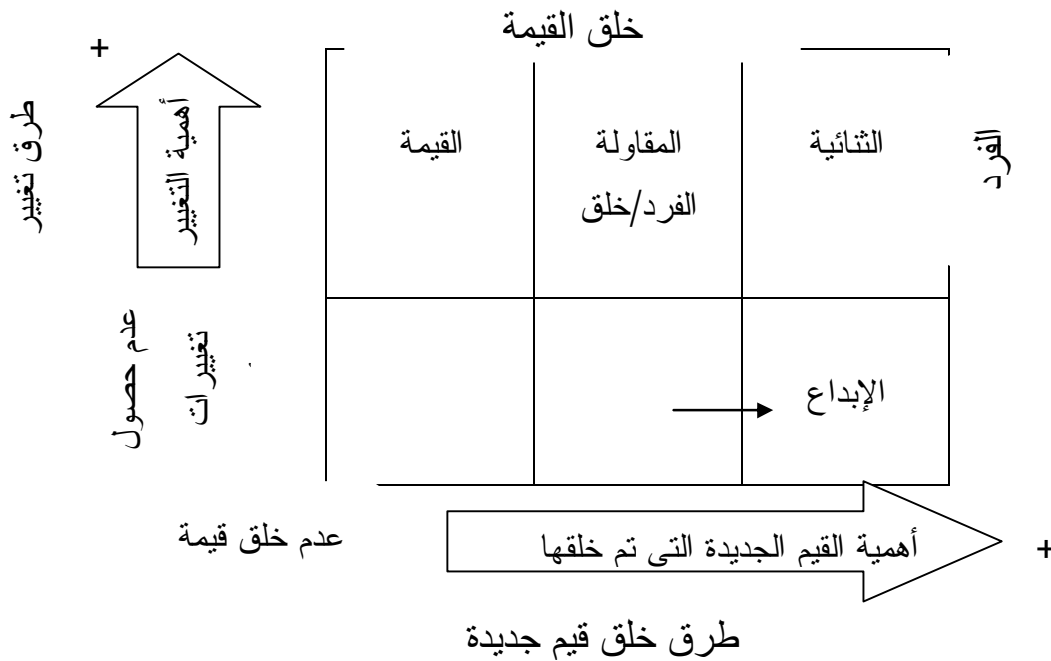 خلق القيمة
+
الفرد
الثنائية
المقاولة
الفرد/خلق
القيمة
أهمية التغيير
طرق تغيير
الإبداع
عدم حصول
تغييرات
أهمية القيم الجديدة التى تم خلقها
عدم خلق قيمة
+
طرق خلق قيم جديدة